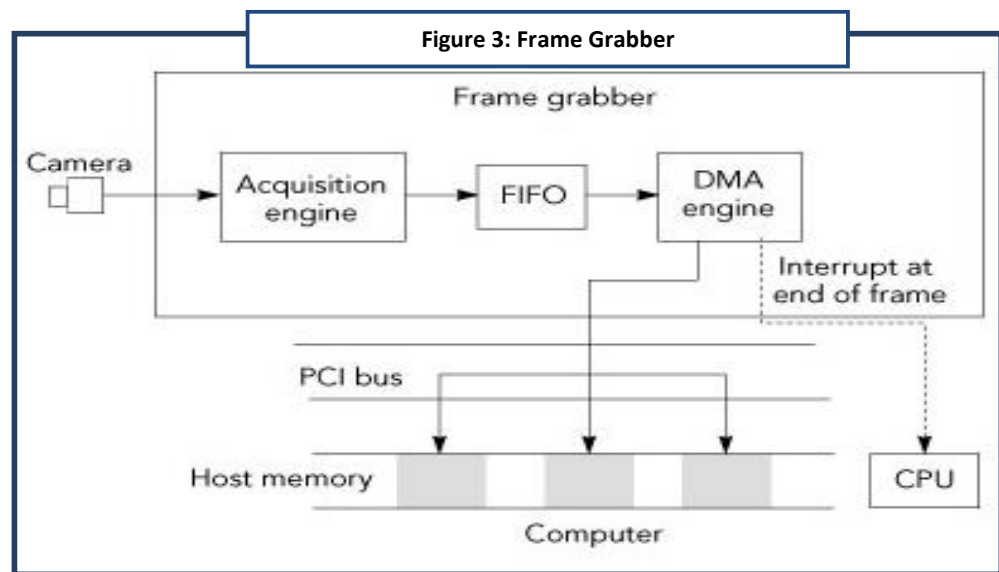 Figure 3: Frame Grabber
Frame grabber
Camera
Acquisition
engine
FIFO
DMA
engine
Interrupt at
end of frame
PCI bus
Host memory
CPU
Computer